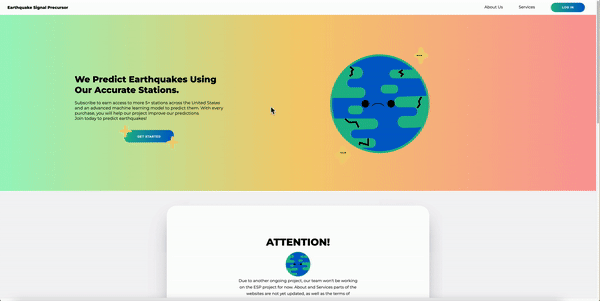 Earthquake Signal Precursor
About Us
Services
LOG IN
We Predict Earthquakes Using
Our Accurate Stations.
Subscribe to earn access to more 5+ stations across the United States
and an advanced machine learning model to predict them. With every
purchase, you will help our project improve our predictions.
Join today to predict earthquakes!
GET STARTED
ATTENTION!
Due to another ongoing project, our team won't be working
on the ESP project for now. About and Services parts of the
websites are not yet updated, as well as the terms of